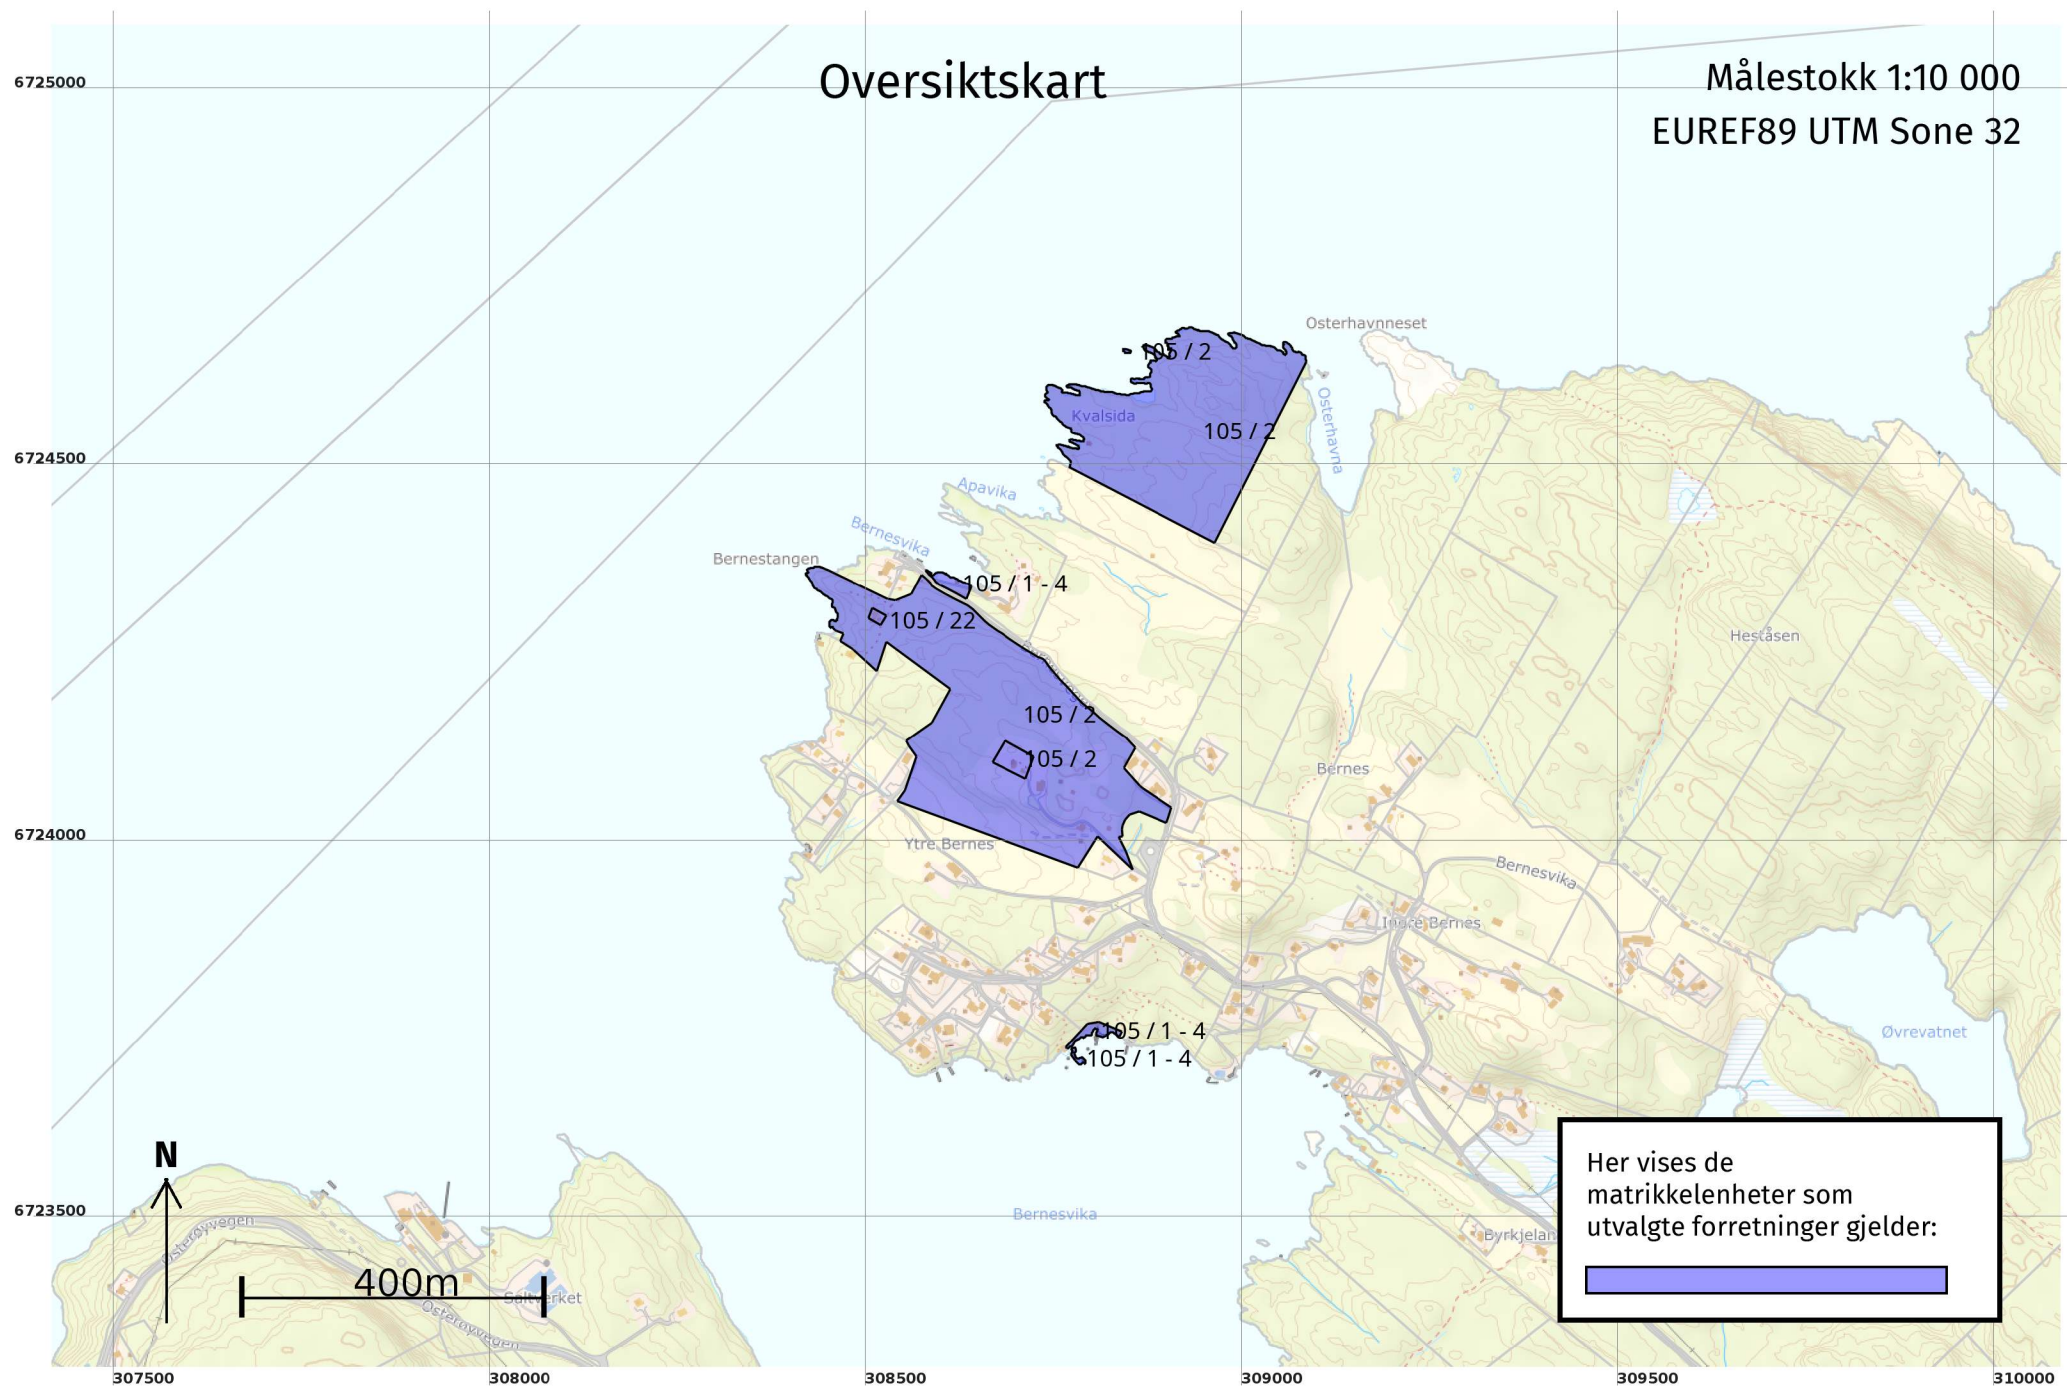 Oversiktskart
Målestokk 1:10 000
EUREF89 UTM Sone 32
6725000
6724500
6724000
6723500
Osterhavnneset
105 / 2
Kvalsida
105 / 2
Osterhavna
Apavika
Bernesvika
Bernestangen
105 / 1 - 4
105 / 22
105 / 2
105 / 2
Heståsen
Bernes
Ytre Bernes
Bernesvika
Indre Bernes
Øvrevatnet
105 / 1 - 4
105 / 1 - 4
Bernesvika
Byrkjelan
N
Osterøyvegen
400m
Saltverket
Osterøyvegen
Her vises de
matrikkelenheter som
utvalgte forretninger gjelder:
307500
308000
308500
309000
309500
310000